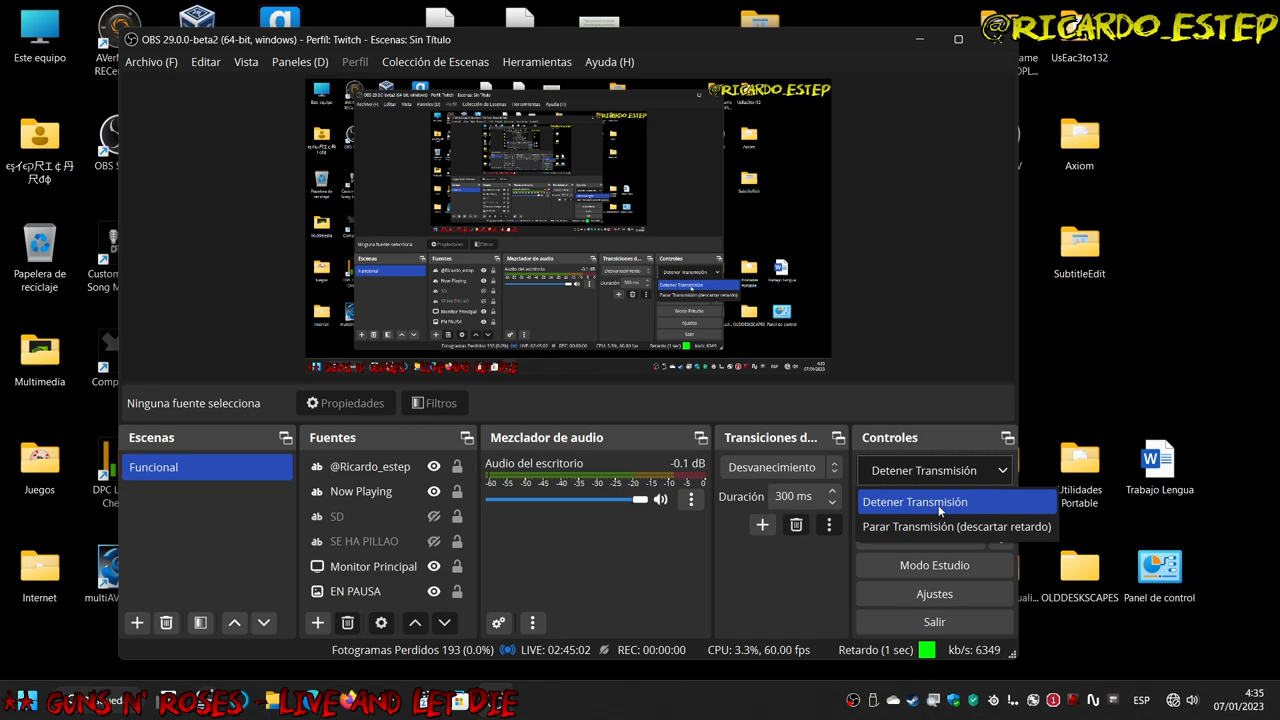 @RICARDO_ESTEP
Este equipo
OBS 29.0.0-beta2 (64-bit, windows) - Perfil: Twitch - Escenas: Sin Título
Archivo (F) Editar Vista Paneles (D) Perfil Colección de Escenas Herramientas Ayuda (H)
UsEac3to132
Axiom
Papelera de reciclaje
SubtitleEdit
Multimedia
Ninguna fuente selecciona Propiedades Filtros
Escenas Fuentes Mezclador de audio Transiciones d... Controles
Funcional
@Ricardo_estep
Now Playing
SD
SE HA PILLAO
Monitor Principal
EN PAUSA
Audio del escritorio -0.1 dB
-60 -55 -50 -45 -40 -35 -30 -25 -20 -15 -10 -5 0
Desvanecimiento
Duración 300 ms
Detener Transmisión
Detener Transmisión
Parar Transmisión (descartar retardo)
Modo Estudio
Ajustes
Salir
Juegos
Utilidades Portable
Trabajo Lengua
Internet
OLDDESKSCAPES
Panel de control
Fotogramas Perdidos 193 (0.0%) LIVE: 02:45:02 REC: 00:00:00 CPU: 3.3%, 60.00 fps Retardo (1 sec) kb/s: 6349
** GUNS N' ROSES - LIVE AND LET DIE
ESP
4:35
07/01/2023